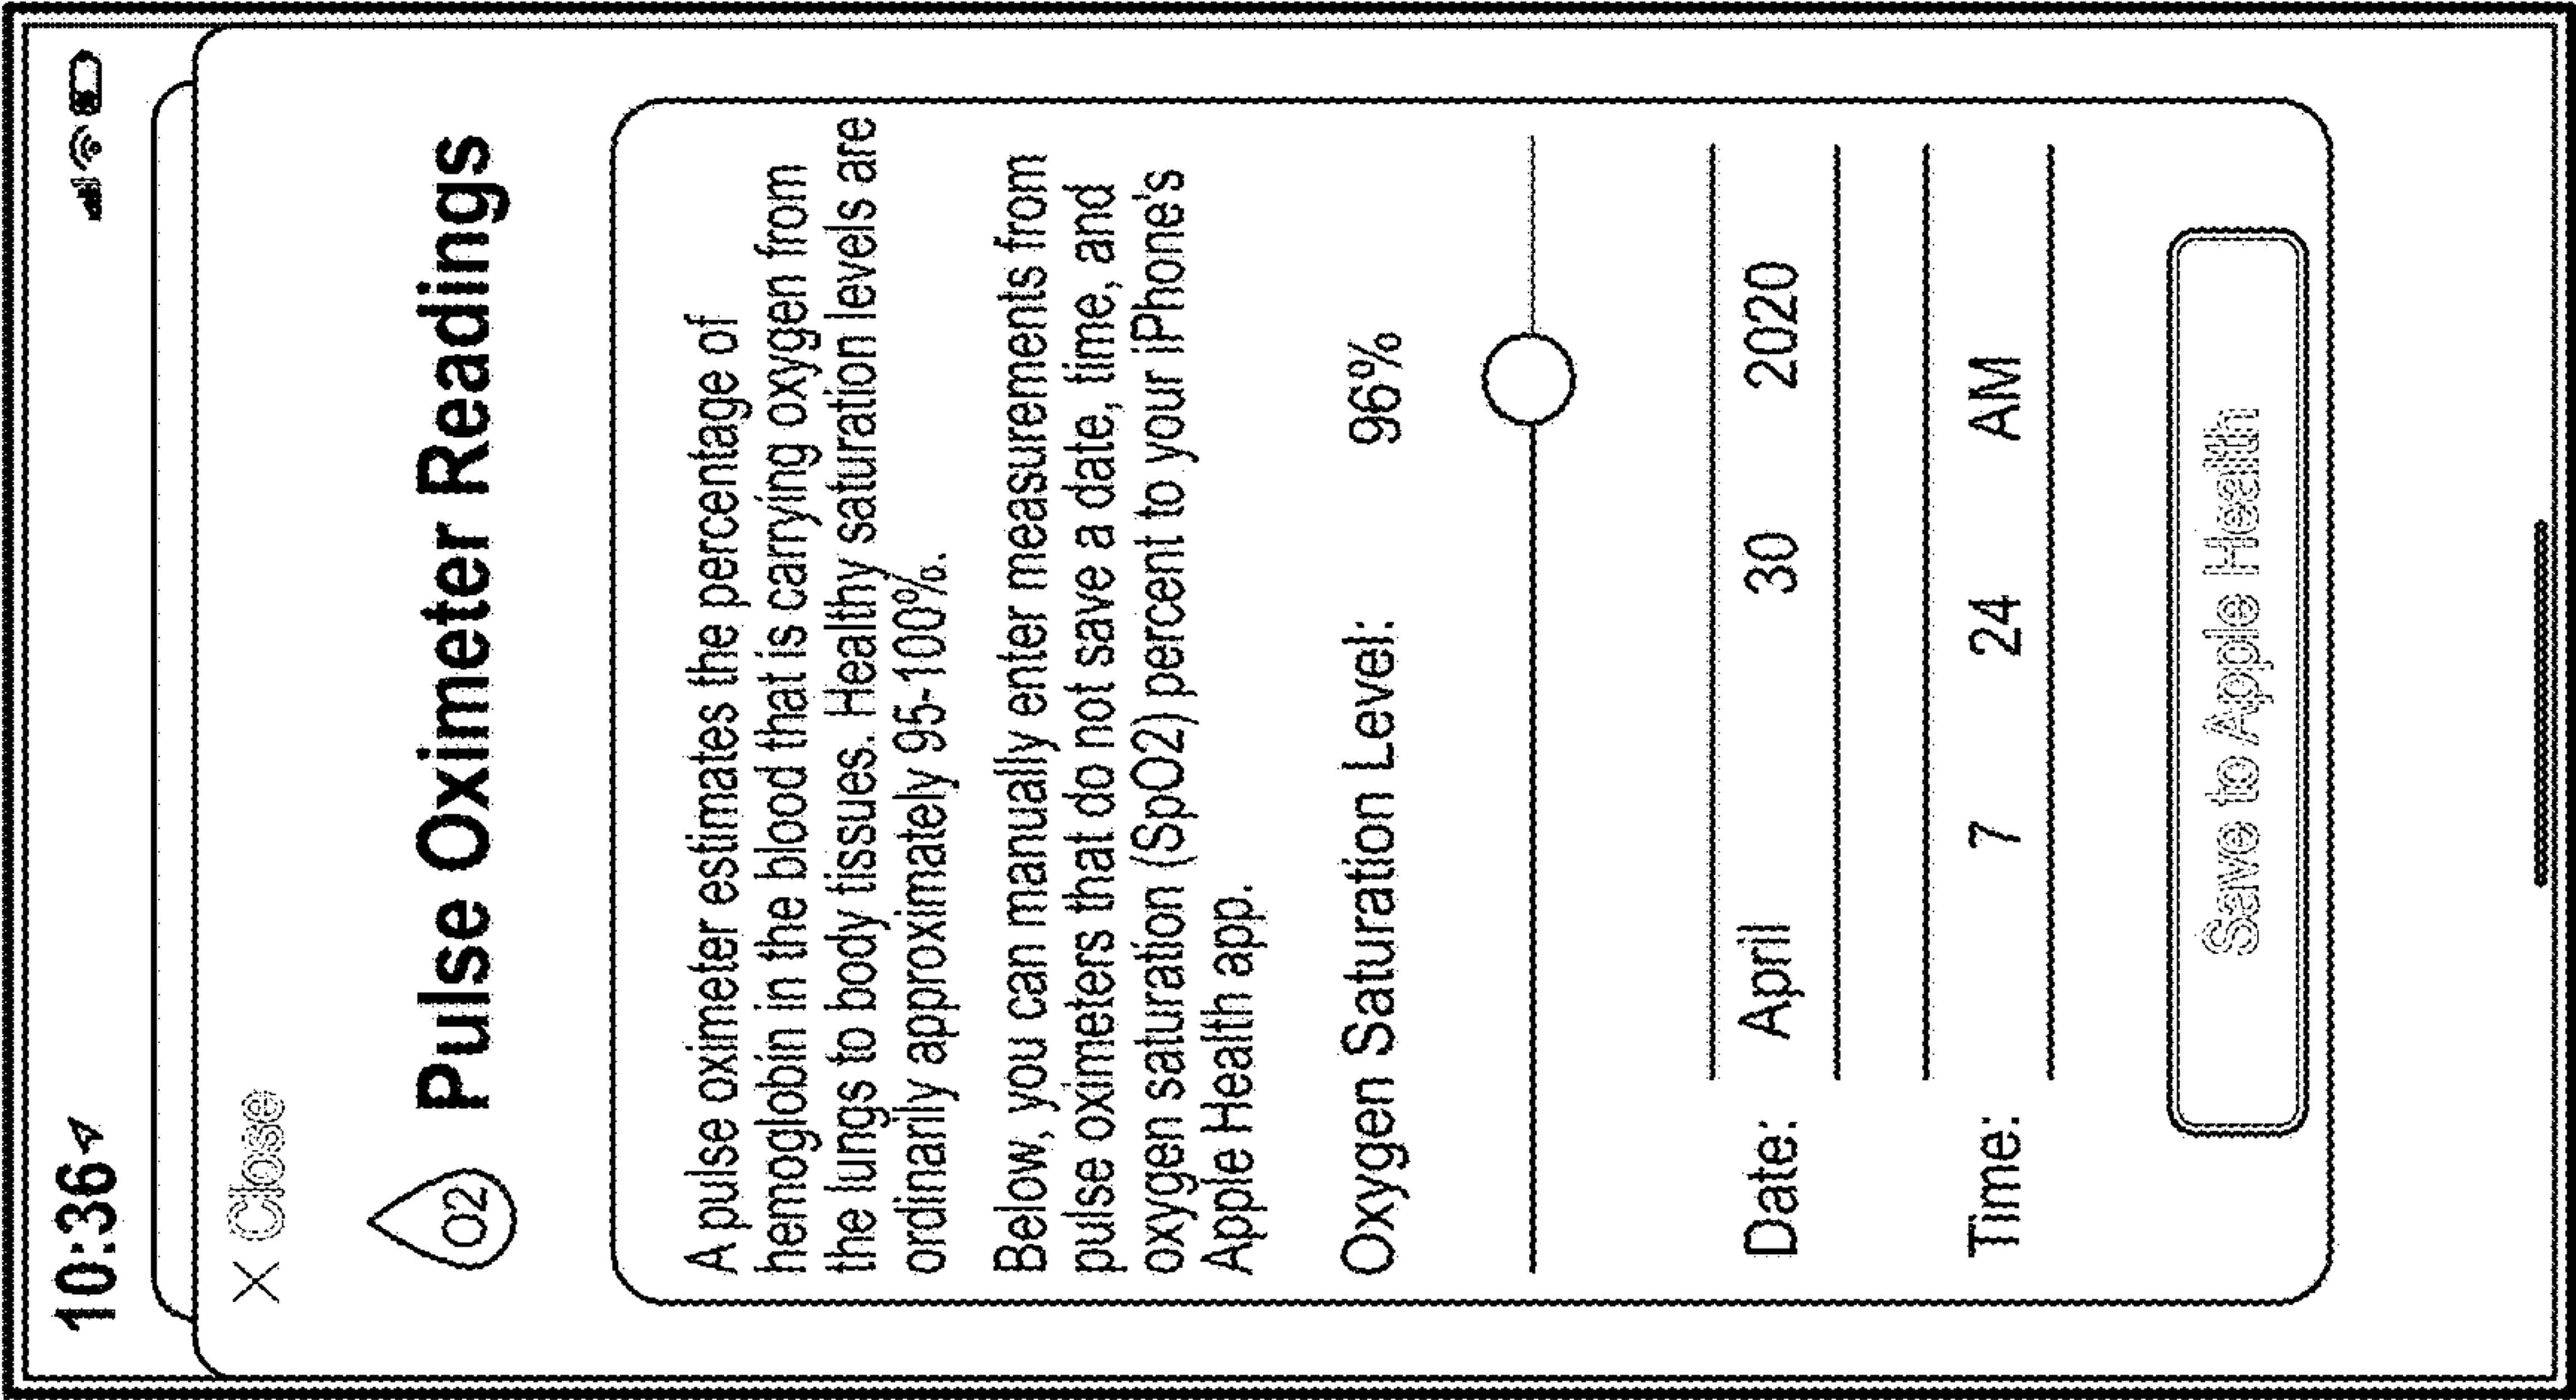 10:36
X Close
O2 Pulse Oximeter Readings
A pulse oximeter estimates the percentage of
hemoglobin in the blood that is carrying oxygen from
the lungs to body tissues. Healthy saturation levels are
ordinarily approximately 95-100%.
Below, you can manually enter measurements from
pulse oximeters that do not save a date, time, and
oxygen saturation (SpO2) percent to your iPhone's
Apple Health app.
Oxygen Saturation Level: 96%
Date: April 30 2020
Time: 7 24 AM
Save to Apple Health